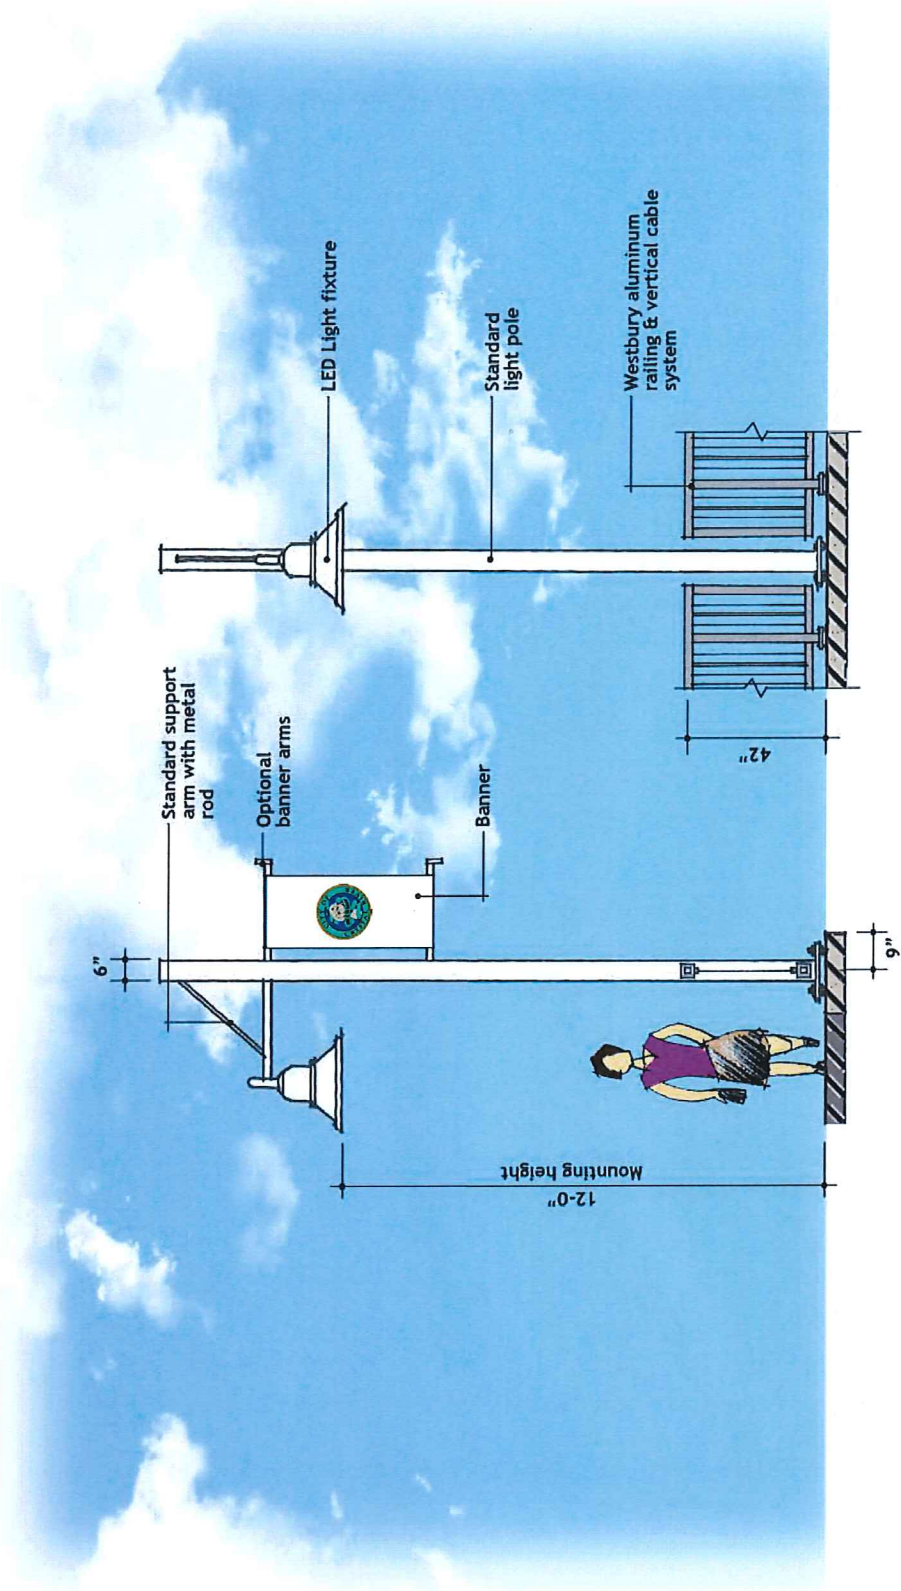 6”
Standard support
arm with metal
rod
Optional
banner arms
Banner
LED Light fixture
Standard
light pole
Westbury aluminum
railing & vertical cable
system
12-0”
Mounting height
42”
9”